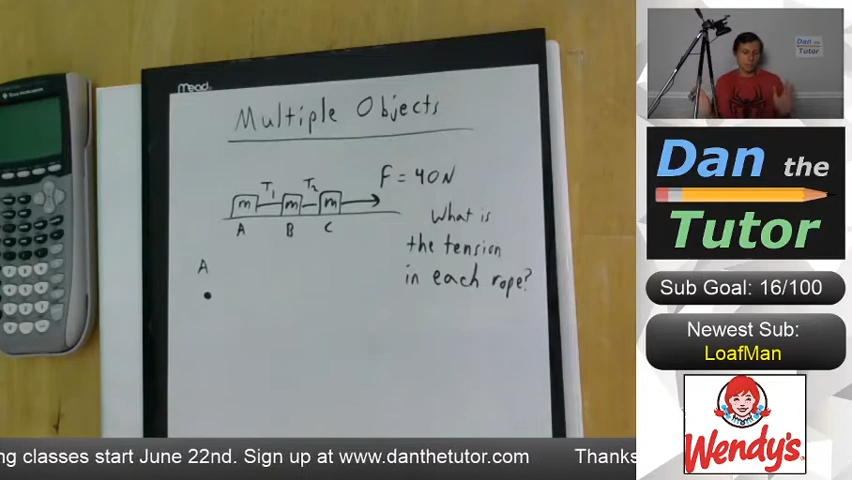 mead
Multiple Objects
T1 T2
F = 40N
m m m
A B C
What is
the tension
in each rope?
A
Dan the
Tutor
Dan the
Tutor
Sub Goal: 16/100
Newest Sub:
LoafMan
Wendy's
ng classes start June 22nd. Sign up at www.danthetutor.com Thanks